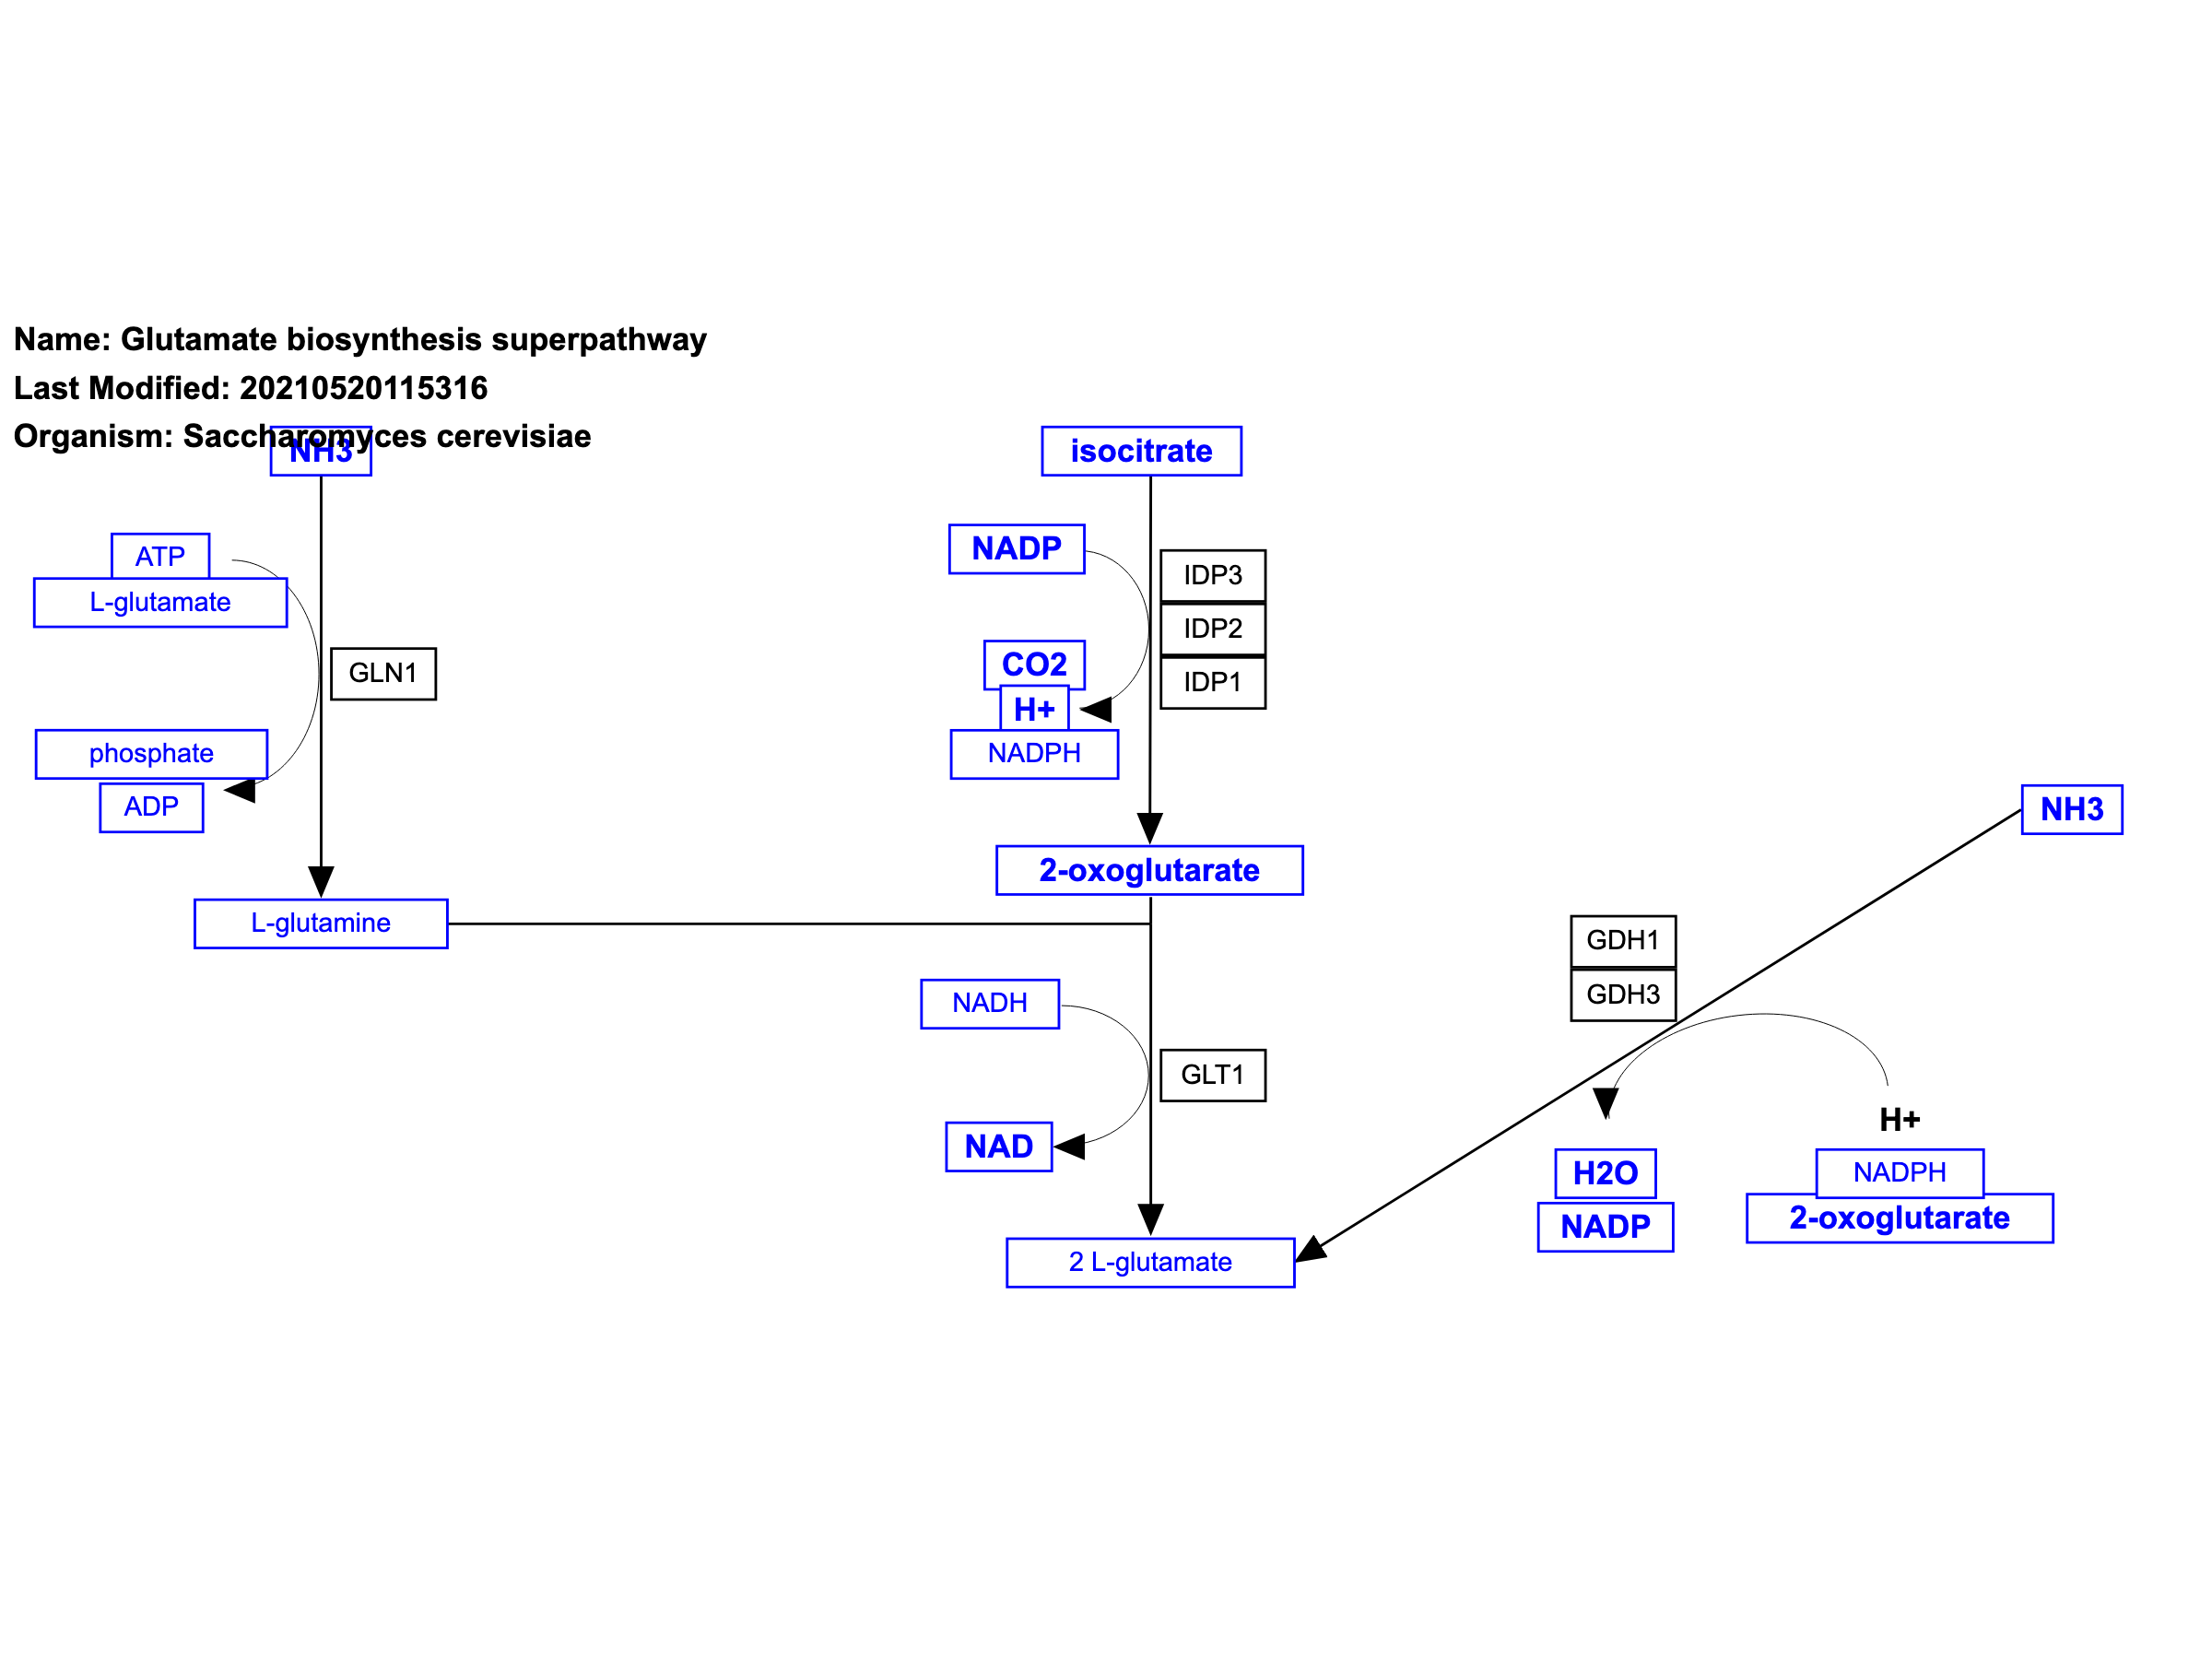 Name: Glutamate biosynthesis superpathway
Last Modified: 20210520115316
Organism: Saccharomyces cerevisiae
NH3
isocitrate
ATP
L-glutamate
NADP
IDP3
IDP2
IDP1
GLN1
CO2
H+
NADPH
phosphate
ADP
NH3
2-oxoglutarate
L-glutamine
GDH1
GDH3
NADH
GLT1
NAD
H+
H2O
NADPH
NADP
2-oxoglutarate
2 L-glutamate